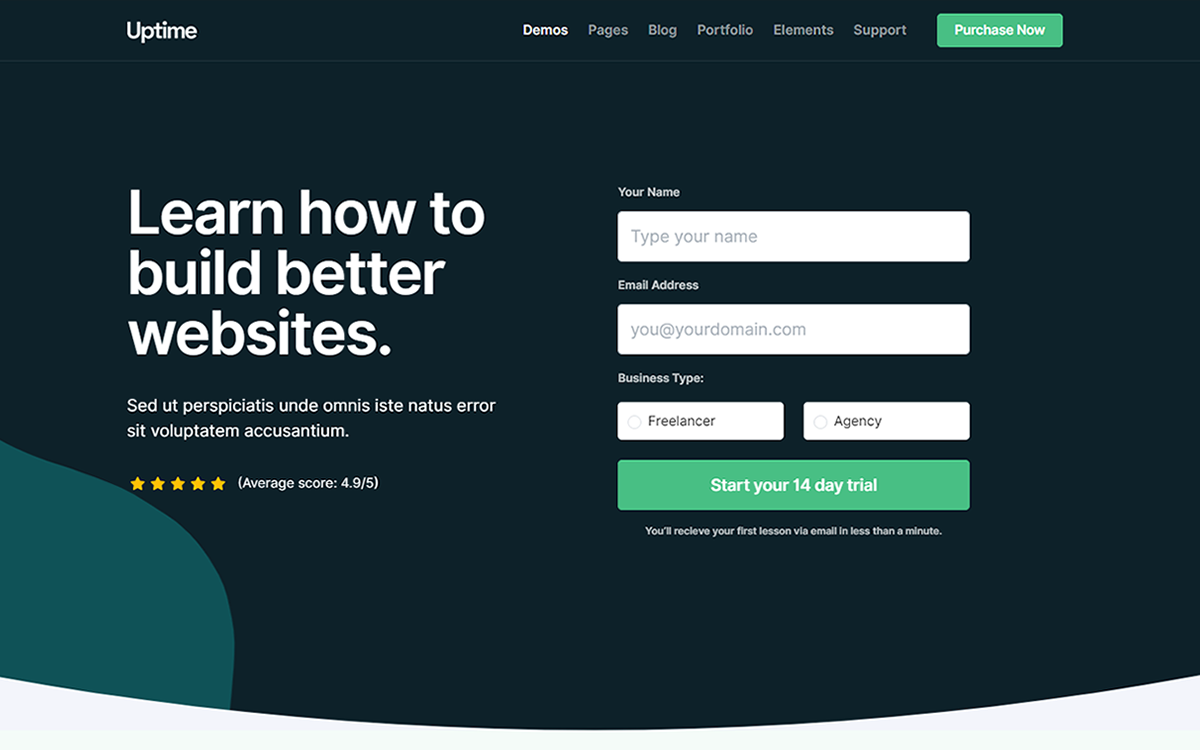 Uptime
Demos Pages Blog Portfolio Elements Support Purchase Now
Learn how to
build better
websites.
Sed ut perspiciatis unde omnis iste natus error
sit voluptatem accusantium.
(Average score: 4.9/5)
Your Name
Type your name
Email Address
you@yourdomain.com
Business Type:
Freelancer Agency
Start your 14 day trial
You'll recieve your first lesson via email in less than a minute.